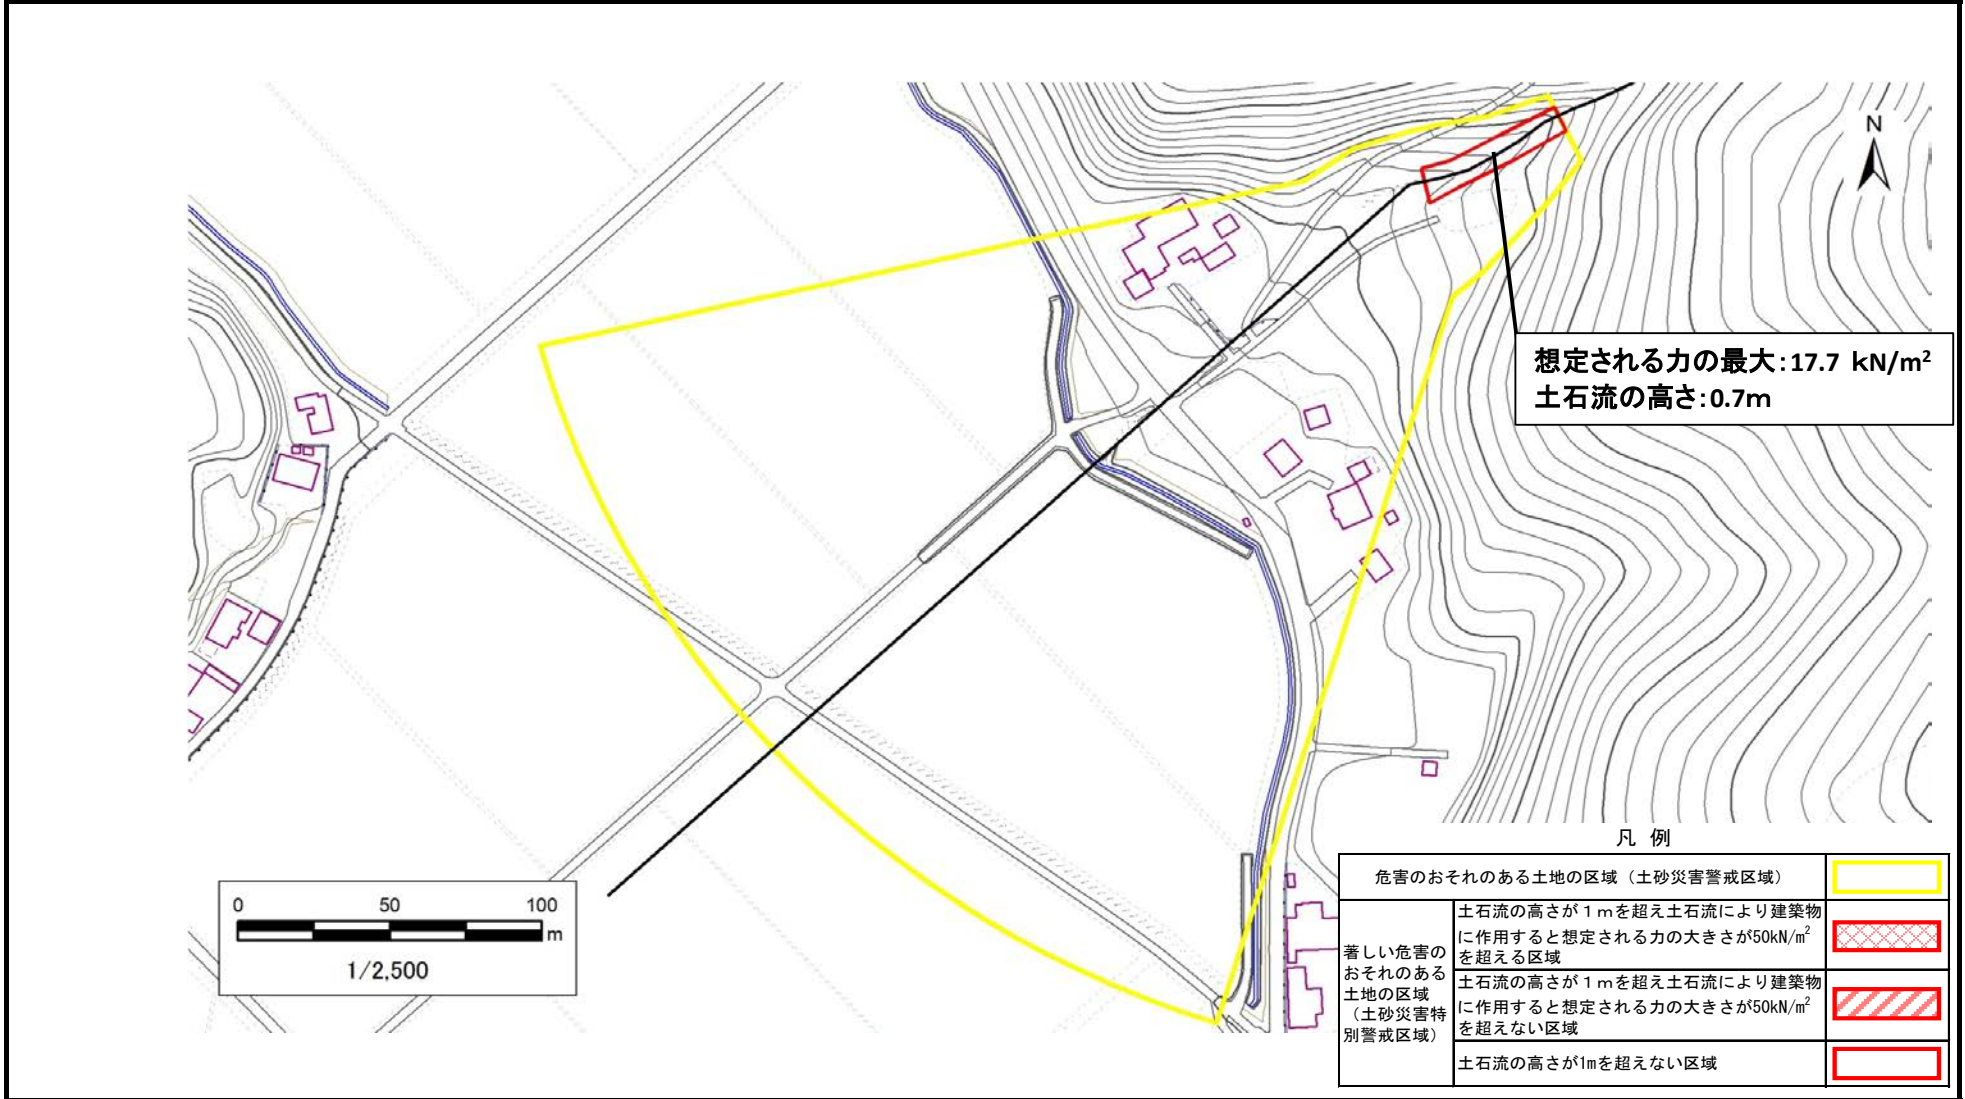 N
想定される力の最大:17.7 kN/m²
土石流の高さ:0.7m
0 50 100
m
1/2,500
凡 例
危害のおそれのある土地の区域（土砂災害警戒区域）
著しい危害の
おそれのある
土地の区域
（土砂災害特
別警戒区域）
土石流の高さが１ｍを超え土石流により建築物
に作用すると想定される力の大きさが50kN/㎡
を超える区域
土石流の高さが１ｍを超え土石流により建築物
に作用すると想定される力の大きさが50kN/㎡
を超えない区域
土石流の高さが1mを超えない区域